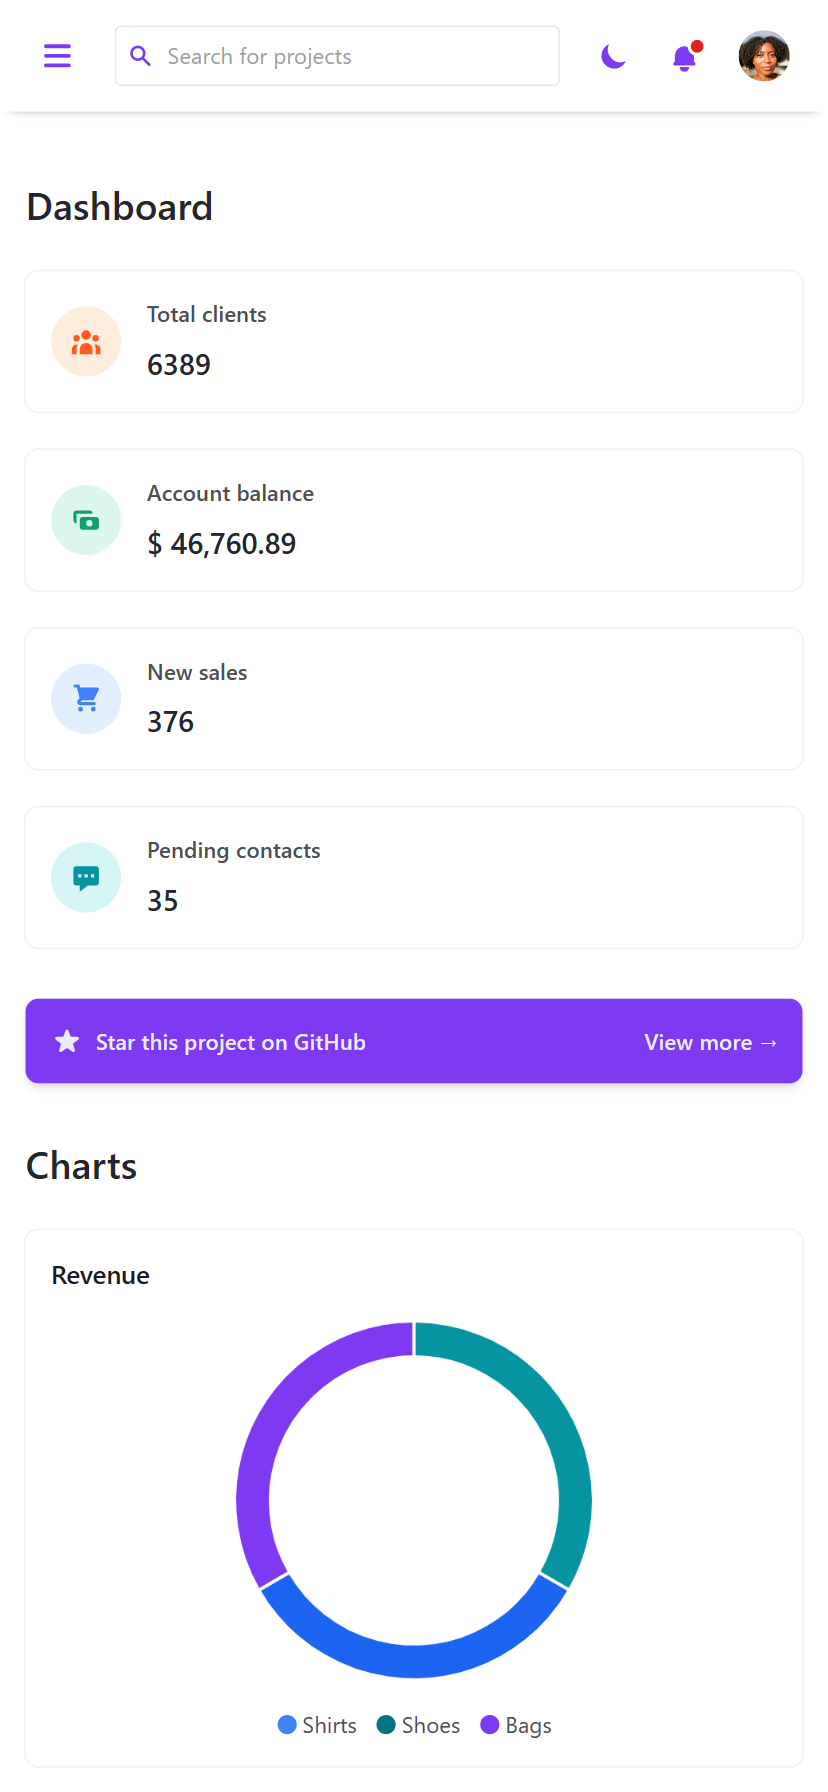 Search for projects
Dashboard
Total clients
6389
Account balance
$ 46,760.89
New sales
376
Pending contacts
35
Star this project on GitHub
View more →
Charts
Revenue
Shirts Shoes Bags